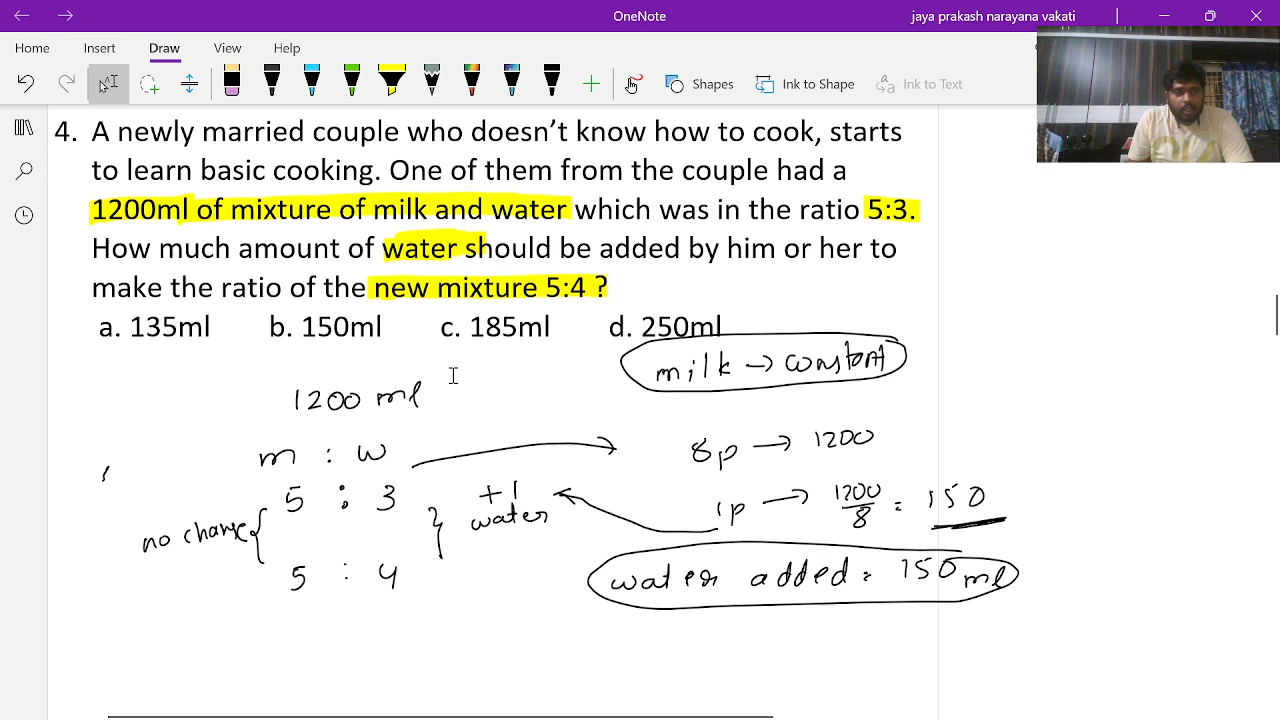 OneNote
jaya prakash narayana vakati
Home Insert Draw View Help
Shapes Ink to Shape Ink to Text
4. A newly married couple who doesn't know how to cook, starts
to learn basic cooking. One of them from the couple had a
1200ml of mixture of milk and water which was in the ratio 5:3.
How much amount of water should be added by him or her to
make the ratio of the new mixture 5:4 ?
a. 135ml b. 150ml c. 185ml d. 250ml
milk → constant
1200 ml
m : w
8p → 1200
5 : 3
+1
water
1p → 1200/8 = 150
no change
5 : 4
water added = 150 ml